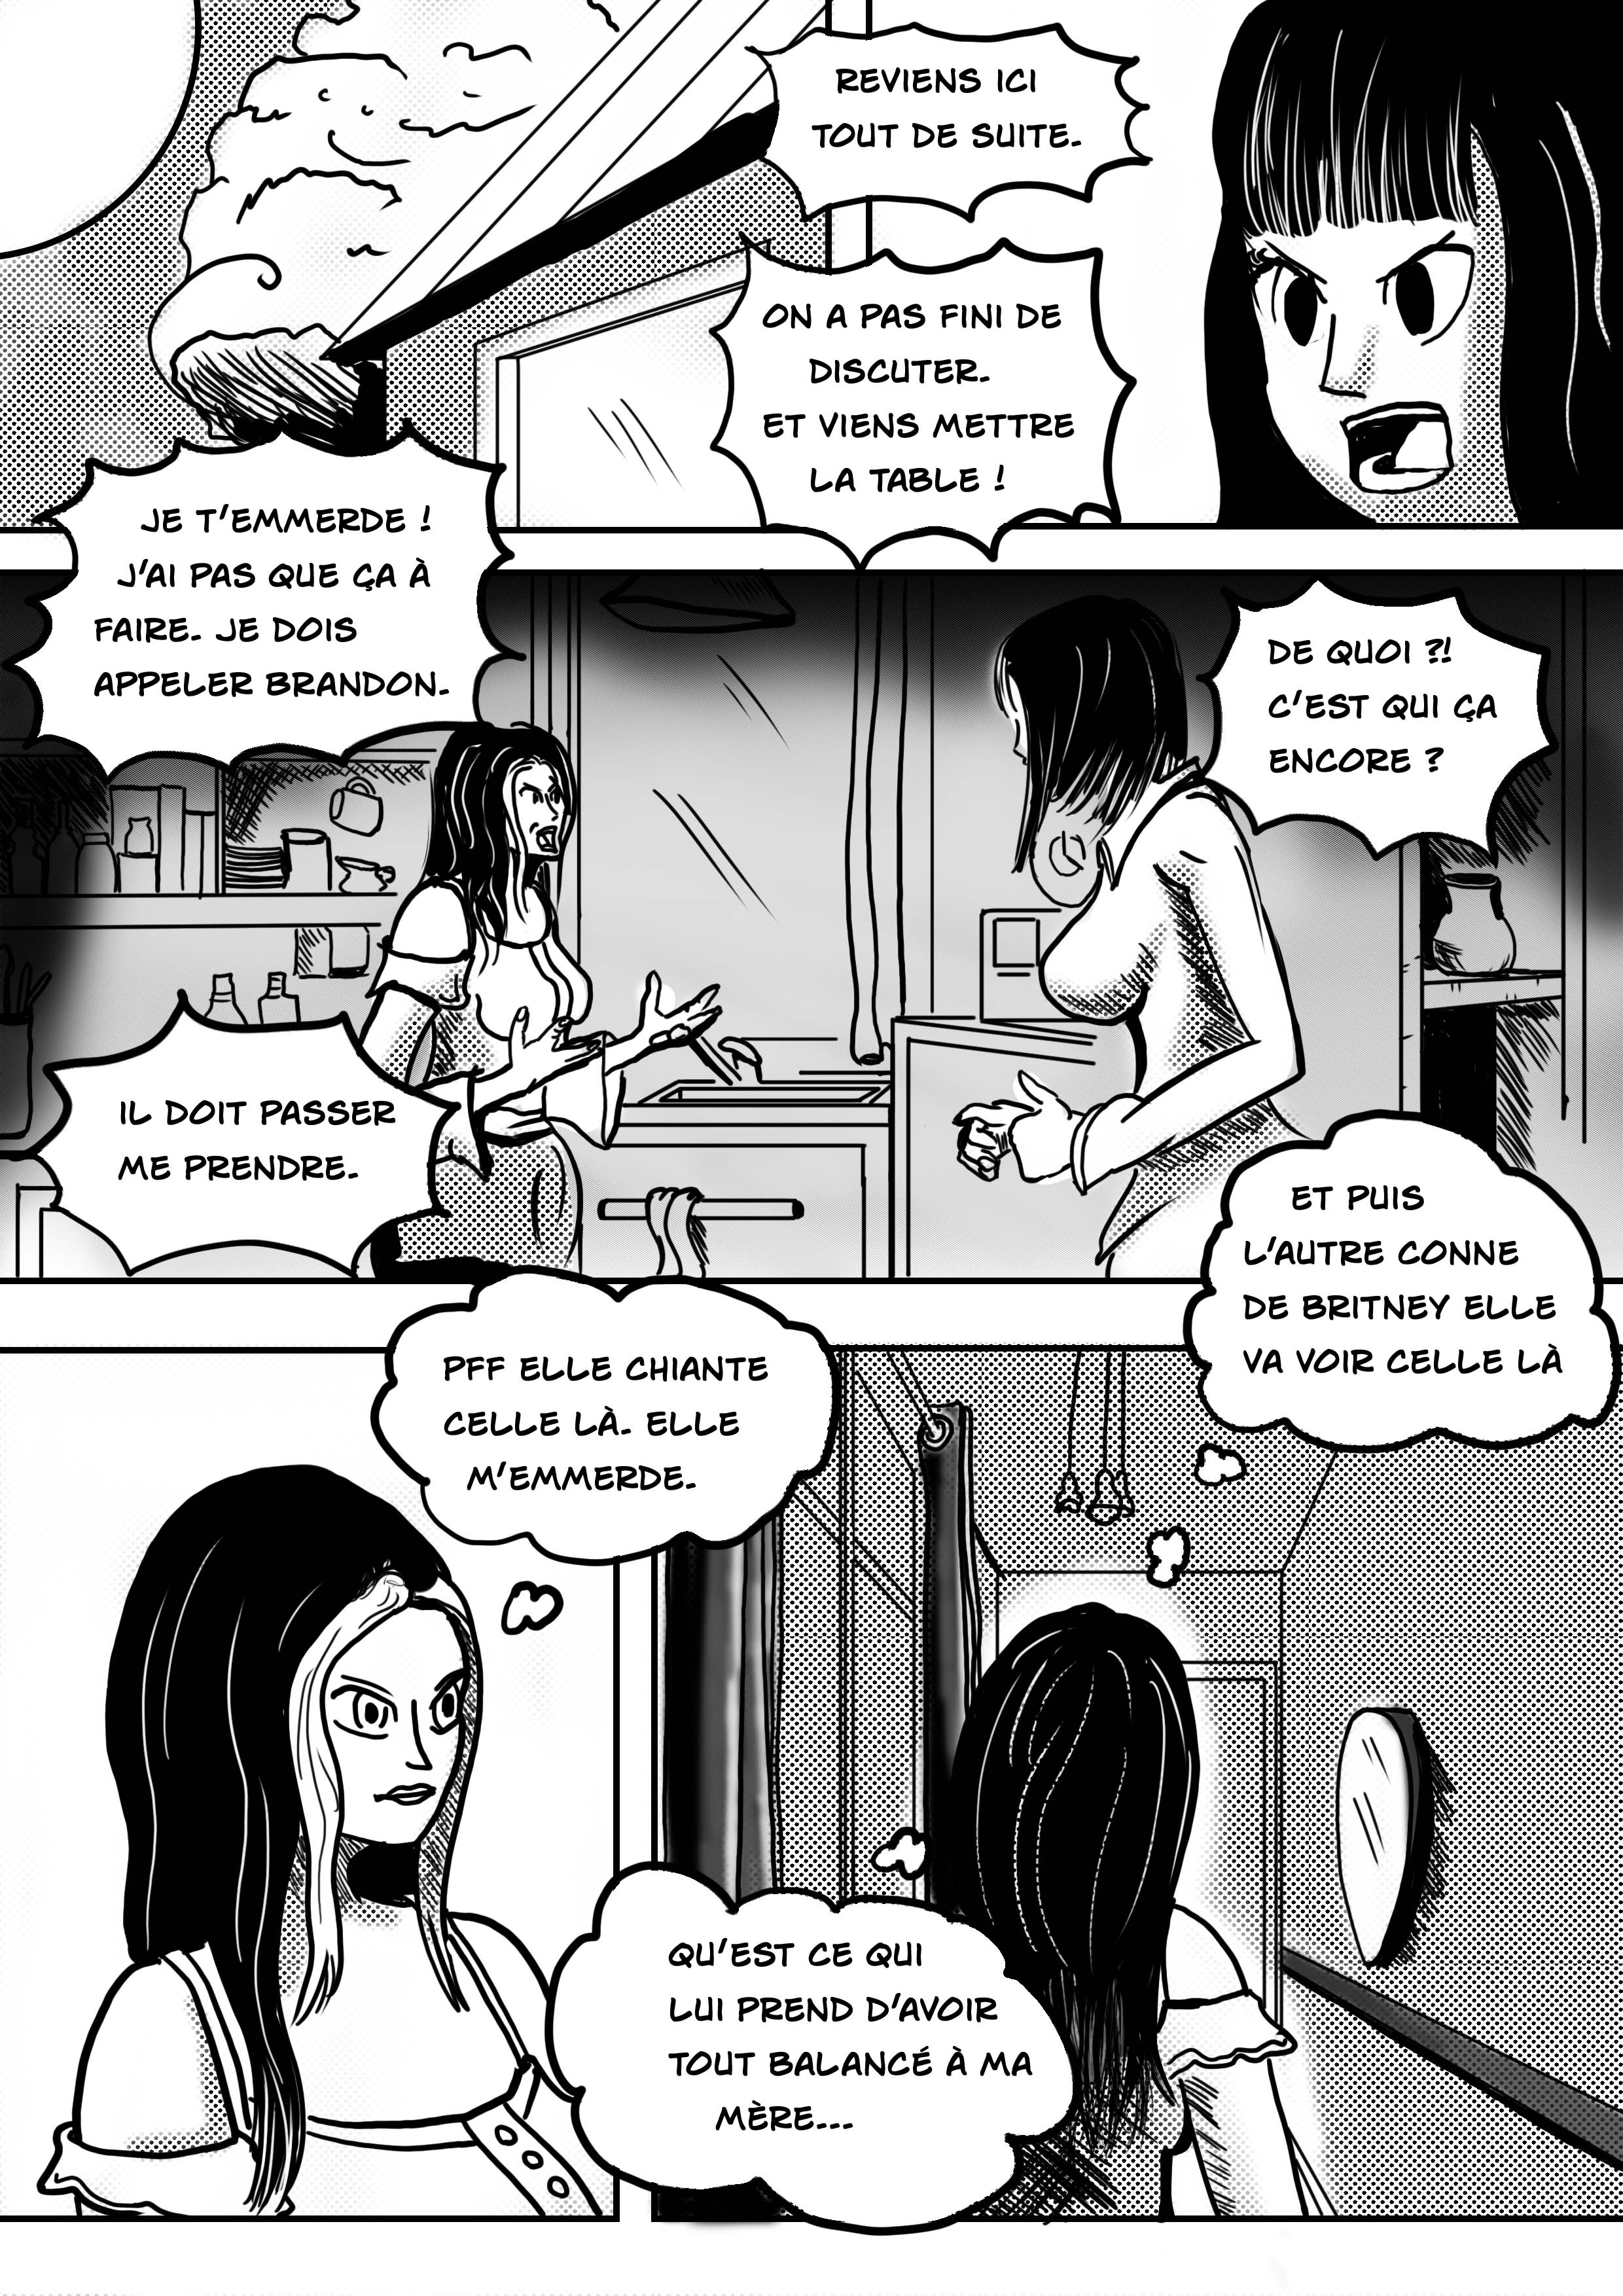 REVIENS ICI
TOUT DE SUITE.
ON A PAS FINI DE
DISCUTER.
ET VIENS METTRE
LA TABLE !
JE T'EMMERDE !
J'AI PAS QUE ÇA À
FAIRE. JE DOIS
APPELER BRANDON.
DE QUOI ?!
C'EST QUI ÇA
ENCORE ?
IL DOIT PASSER
ME PRENDRE.
PFF ELLE CHIANTE
CELLE LÀ. ELLE
M'EMMERDE.
ET PUIS
L'AUTRE CONNE
DE BRITNEY ELLE
VA VOIR CELLE LÀ
QU'EST CE QUI
LUI PREND D'AVOIR
TOUT BALANCÉ À MA
MÈRE...